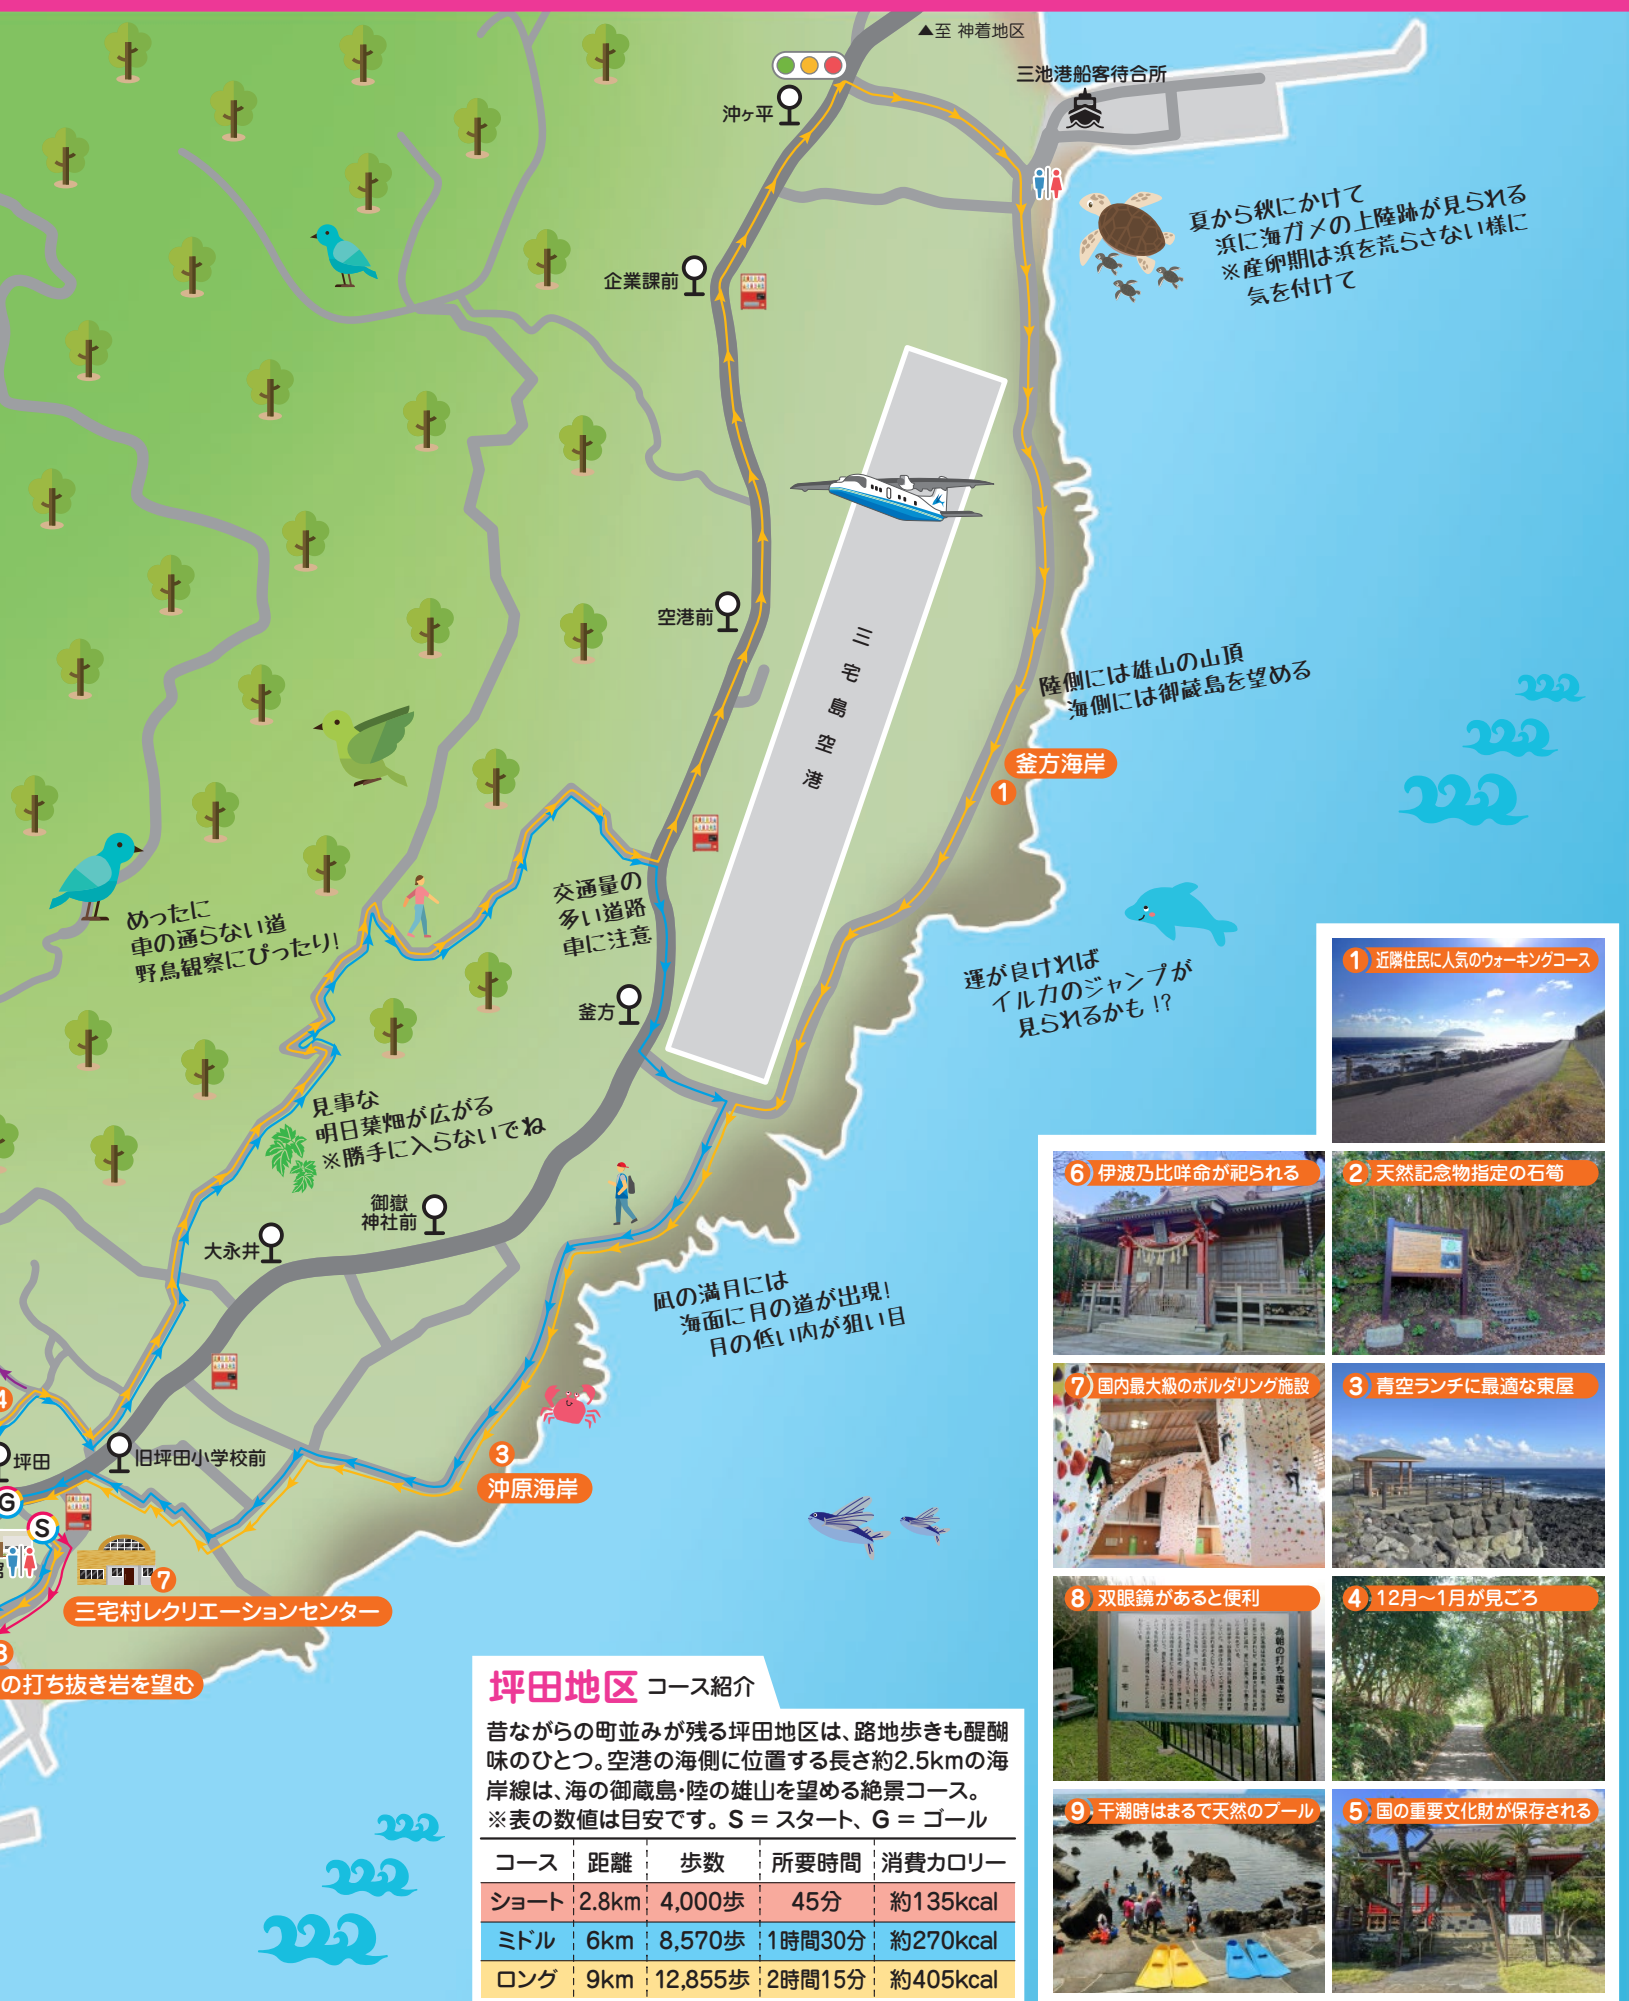 ▲至 神着地区
三池港船客待合所
沖ヶ平
夏から秋にかけて
浜に海ガメの上陸跡が見られる
※産卵期は浜を荒らさない様に
気を付けて
企業課前
空港前
三宅島空港
陸側には雄山の山頂
海側には御蔵島を望める
釜方海岸
1
交通量の
多い道路
車に注意
めったに
車の通らない道
野鳥観察にぴったり!
運が良ければ
イルカのジャンプが
見られるかも !?
釜方
見事な
明日葉畑が広がる
※勝手に入らないでね
御嶽
神社前
大永井
凪の満月には
海面に月の道が出現!
月の低い内が狙い目
4
坪田
旧坪田小学校前
3
沖原海岸
G
S
7
三宅村レクリエーションセンター
の打ち抜き岩を望む
坪田地区 コース紹介
昔ながらの町並みが残る坪田地区は、路地歩きも醍醐
味のひとつ。空港の海側に位置する長さ約2.5kmの海
岸線は、海の御蔵島・陸の雄山を望める絶景コース。
※表の数値は目安です。S = スタート、G = ゴール
コース 距離 歩数 所要時間 消費カロリー
ショート 2.8km 4,000歩 45分 約135kcal
ミドル 6km 8,570歩 1時間30分 約270kcal
ロング 9km 12,855歩 2時間15分 約405kcal
1 近隣住民に人気のウォーキングコース
6 伊波乃比咩命が祀られる
2 天然記念物指定の石筍
7 国内最大級のボルダリング施設
3 青空ランチに最適な東屋
8 双眼鏡があると便利
為朝の打ち抜き岩
三宅村
4 12月〜1月が見ごろ
9 干潮時はまるで天然のプール
5 国の重要文化財が保存される